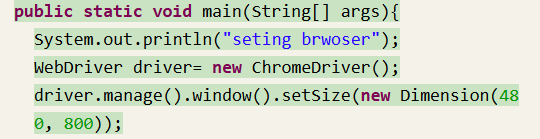 public static void main(String[] args){
System.out.println("seting brwoser");
WebDriver driver= new ChromeDriver();
driver.manage().window().setSize(new Dimension(48
0, 800));